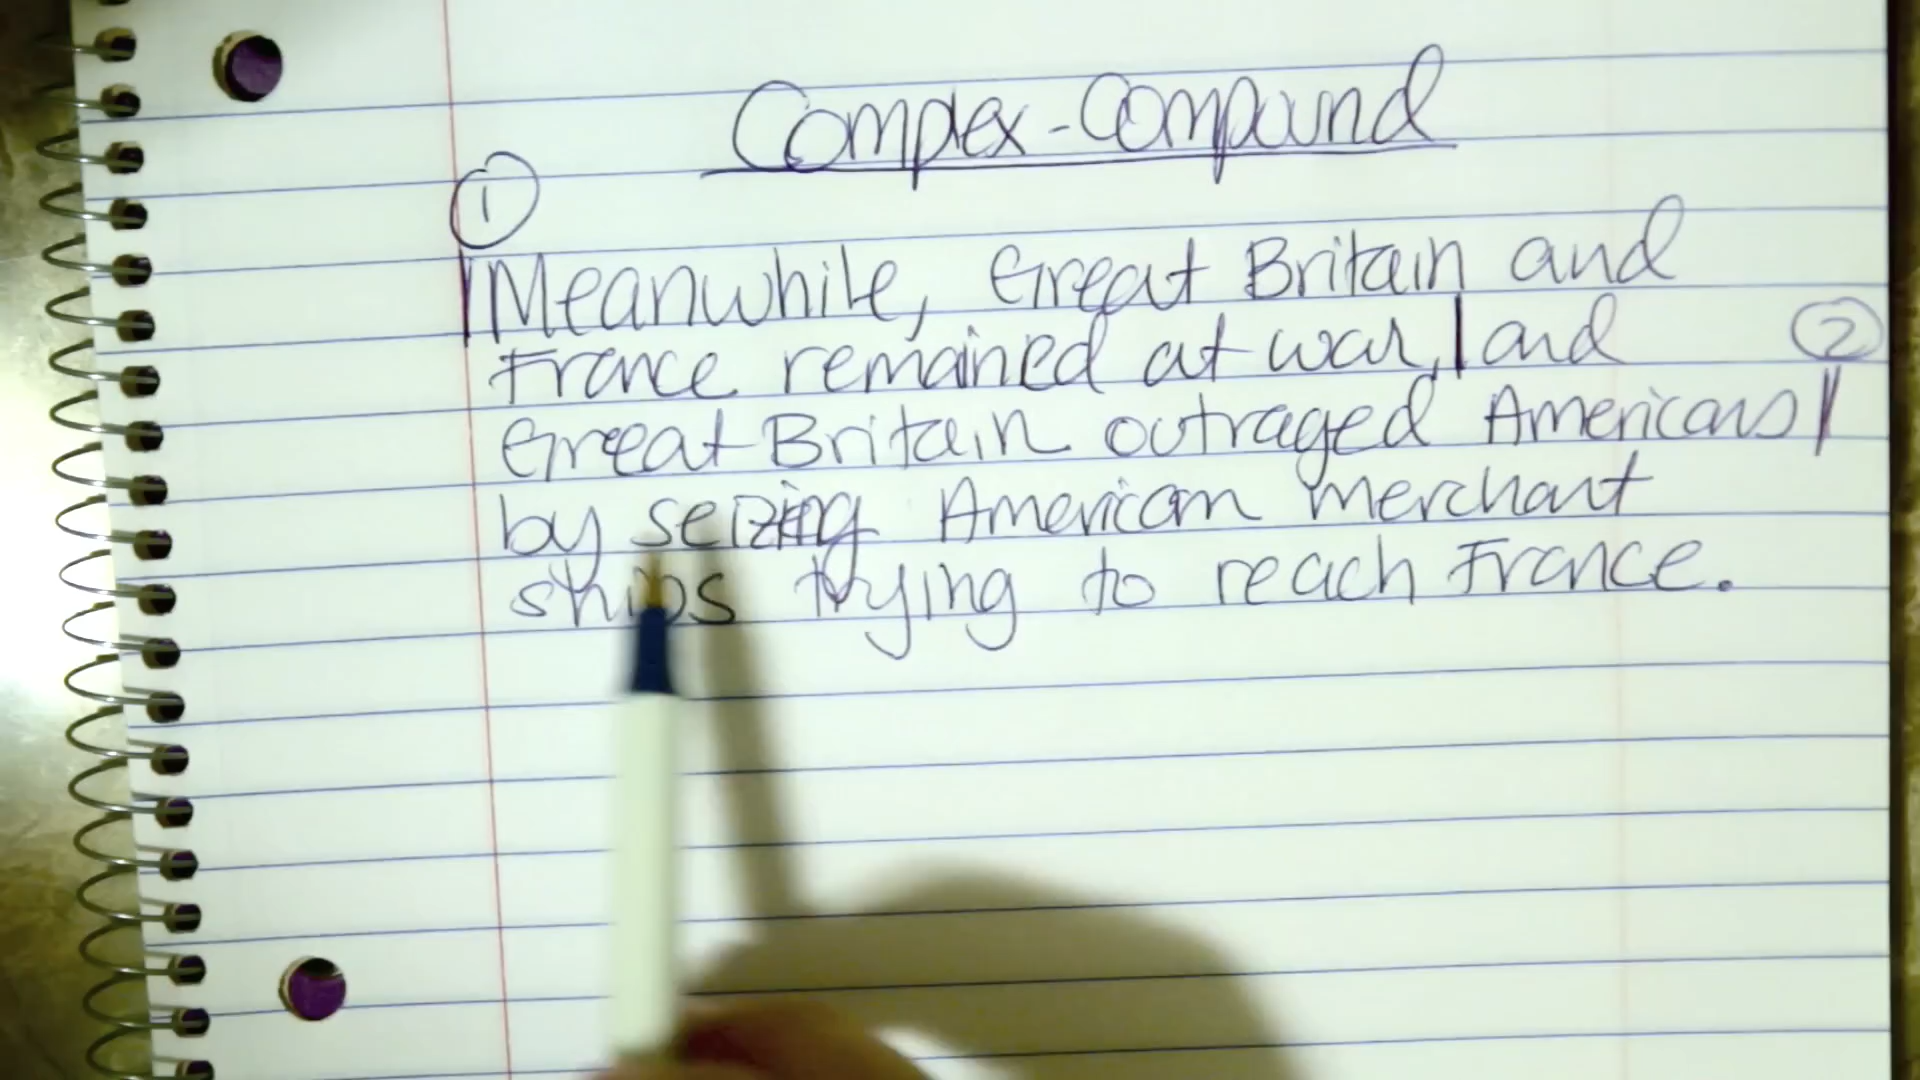 Complex-Compound
1
Meanwhile, Great Britain and
France remained at war, and 2
Great Britain outraged Americans
by seizing American merchant
ships trying to reach France.